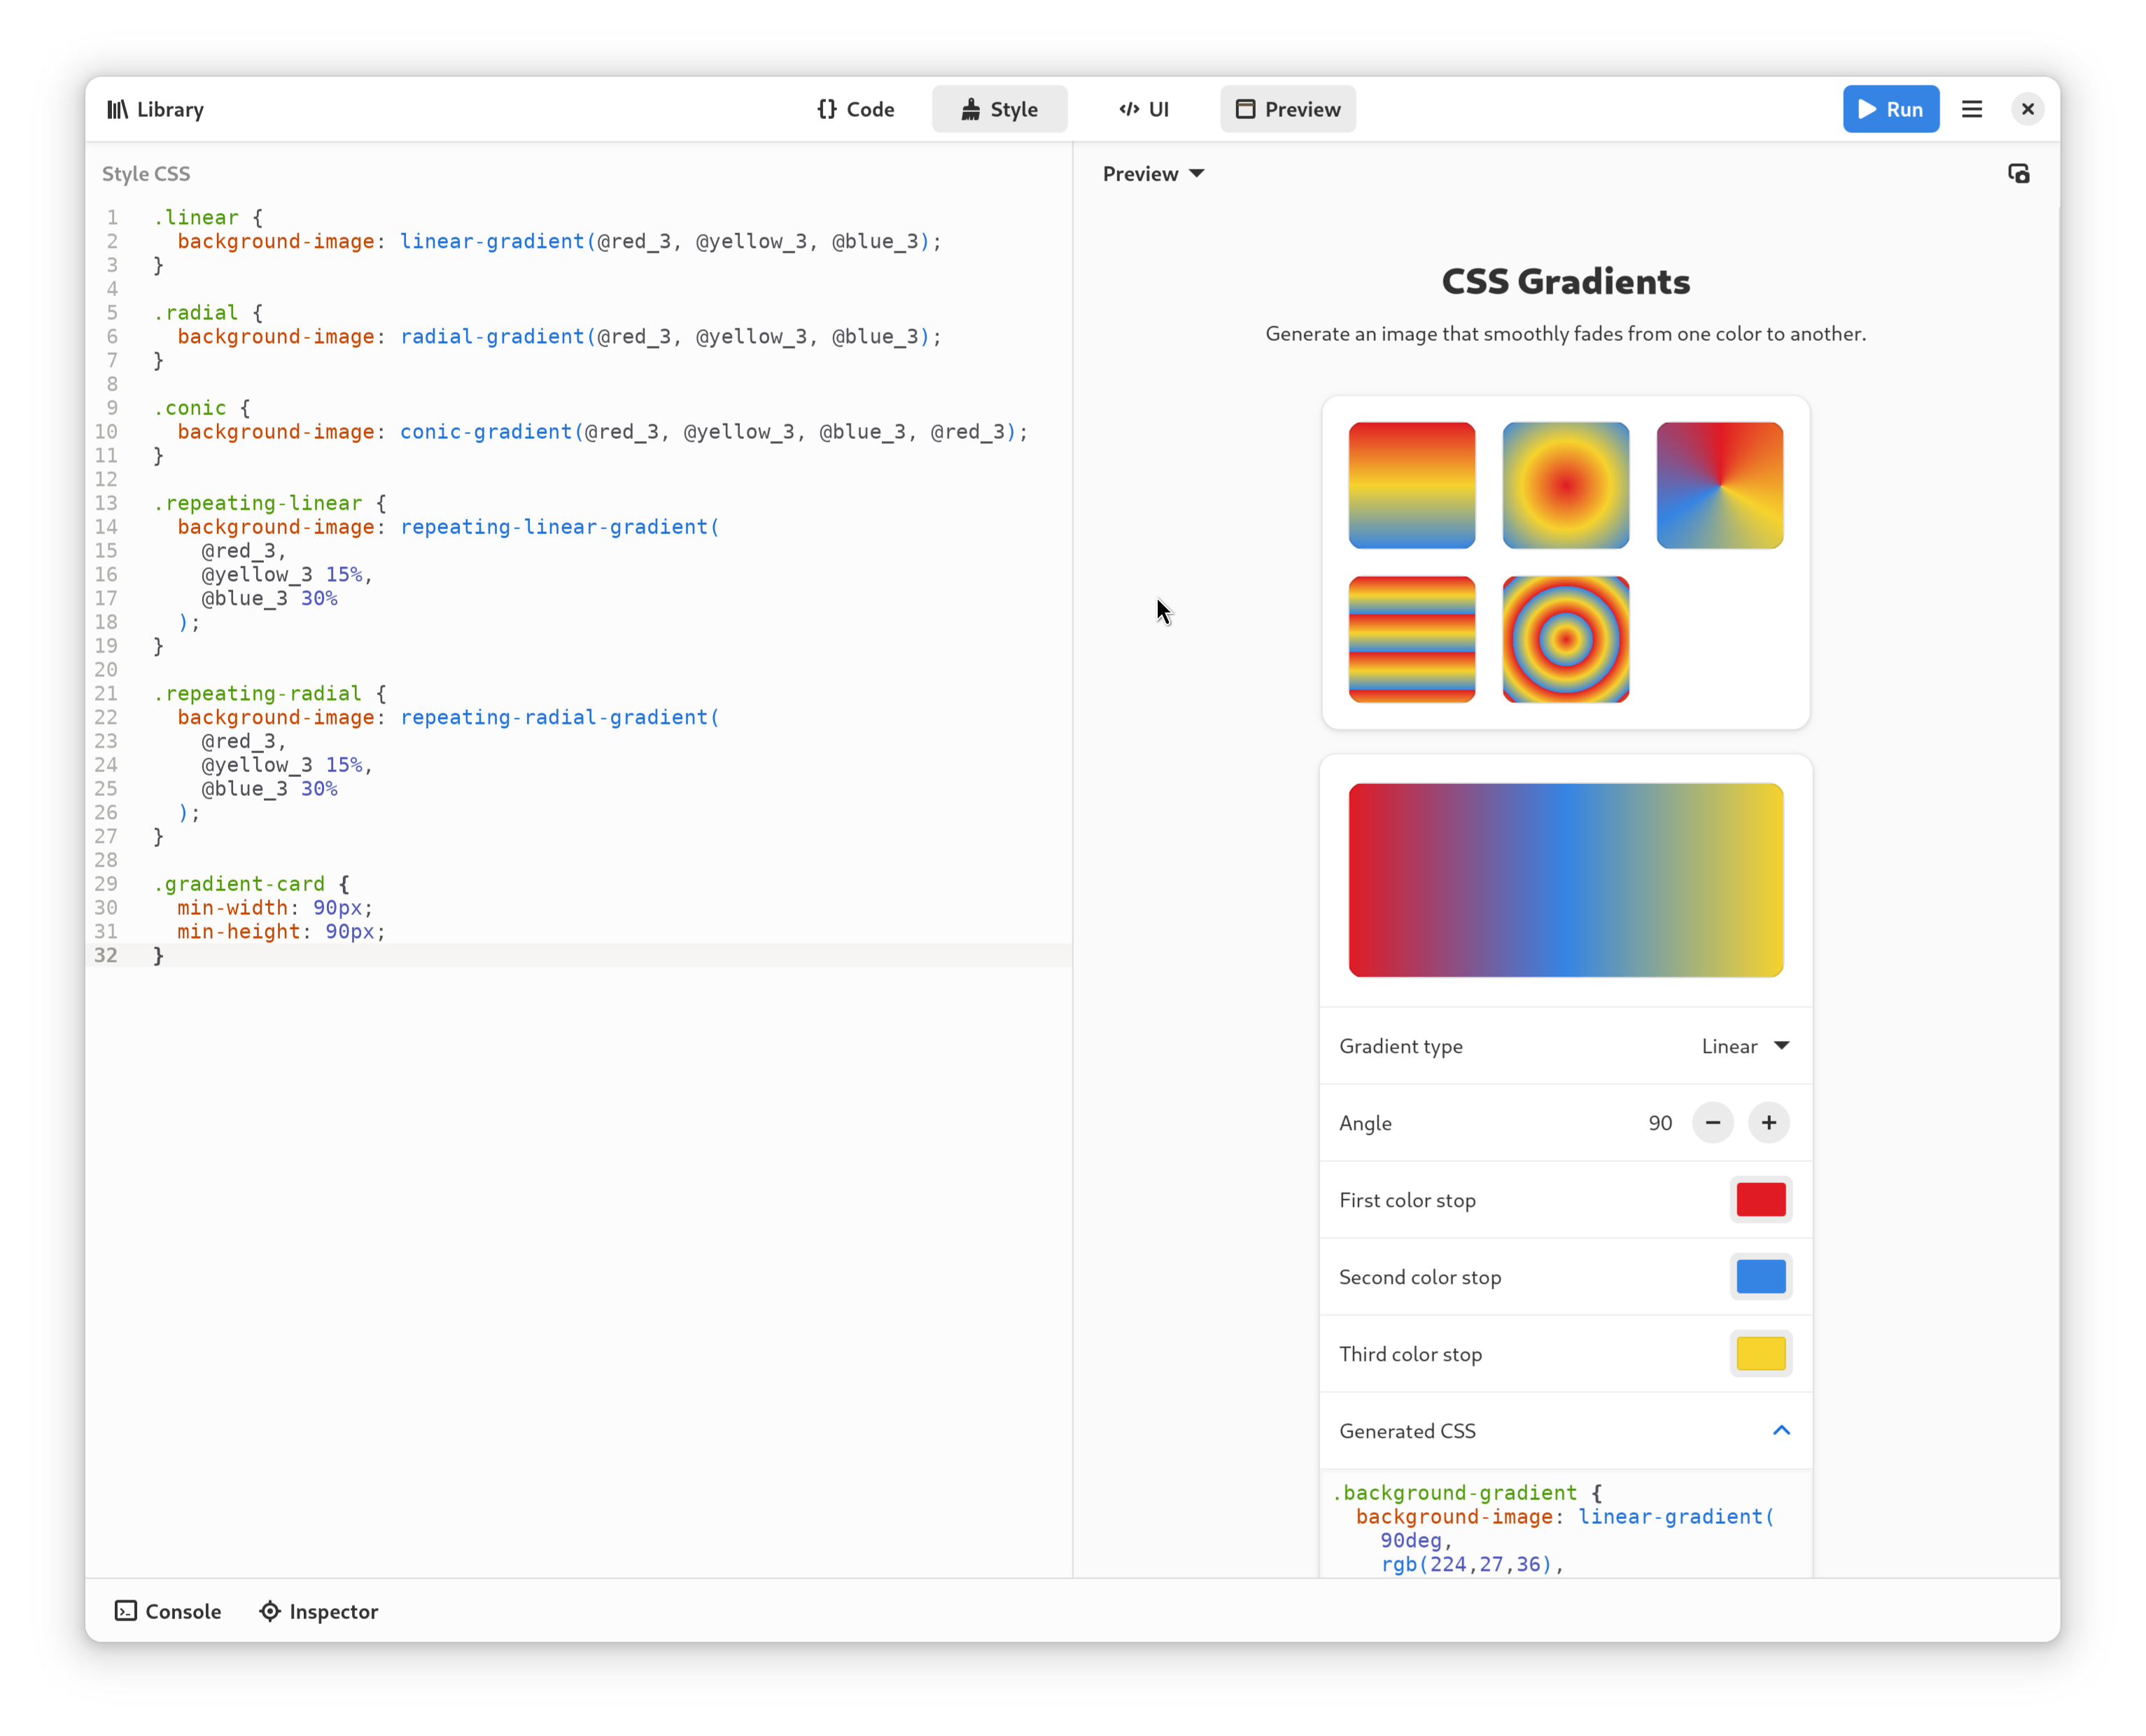 Library
Code
Style
UI
Preview
Run
Style CSS
1 .linear {
2   background-image: linear-gradient(@red_3, @yellow_3, @blue_3);
3 }
4
5 .radial {
6   background-image: radial-gradient(@red_3, @yellow_3, @blue_3);
7 }
8
9 .conic {
10   background-image: conic-gradient(@red_3, @yellow_3, @blue_3, @red_3);
11 }
12
13 .repeating-linear {
14   background-image: repeating-linear-gradient(
15     @red_3,
16     @yellow_3 15%,
17     @blue_3 30%
18   );
19 }
20
21 .repeating-radial {
22   background-image: repeating-radial-gradient(
23     @red_3,
24     @yellow_3 15%,
25     @blue_3 30%
26   );
27 }
28
29 .gradient-card {
30   min-width: 90px;
31   min-height: 90px;
32 }
Preview
CSS Gradients
Generate an image that smoothly fades from one color to another.
Gradient type Linear
Angle 90 − +
First color stop
Second color stop
Third color stop
Generated CSS
.background-gradient {
  background-image: linear-gradient(
    90deg,
    rgb(224,27,36),
Console
Inspector